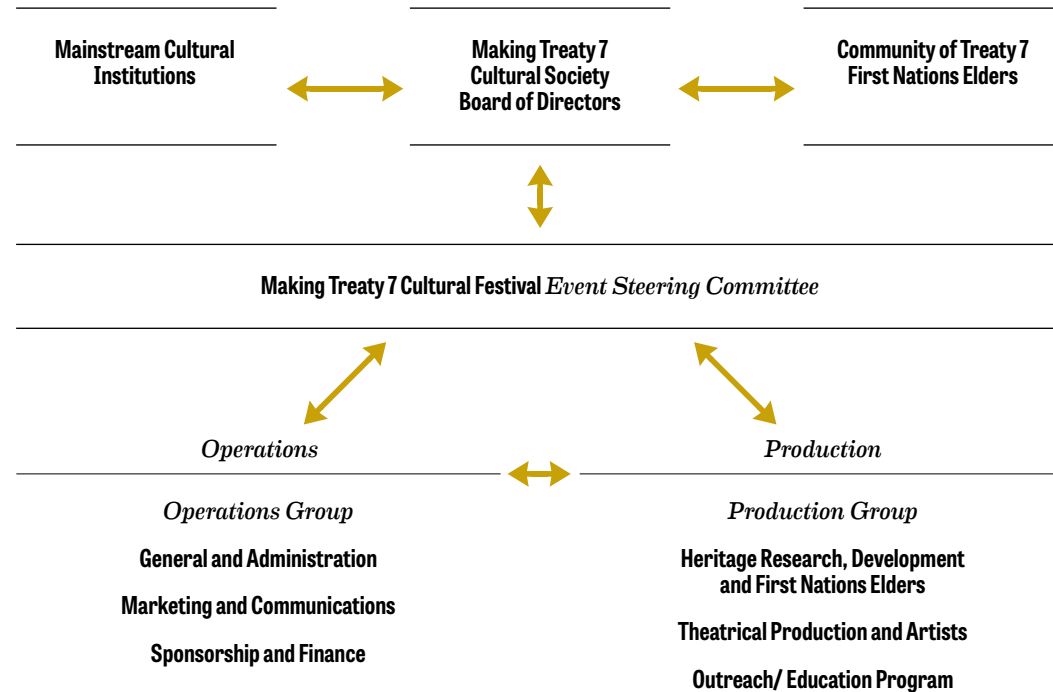 Mainstream Cultural
Institutions
Making Treaty 7
Cultural Society
Board of Directors
Community of Treaty 7
First Nations Elders
Making Treaty 7 Cultural Festival Event Steering Committee
Operations
Operations Group
General and Administration
Marketing and Communications
Sponsorship and Finance
Production
Production Group
Heritage Research, Development
and First Nations Elders
Theatrical Production and Artists
Outreach/ Education Program